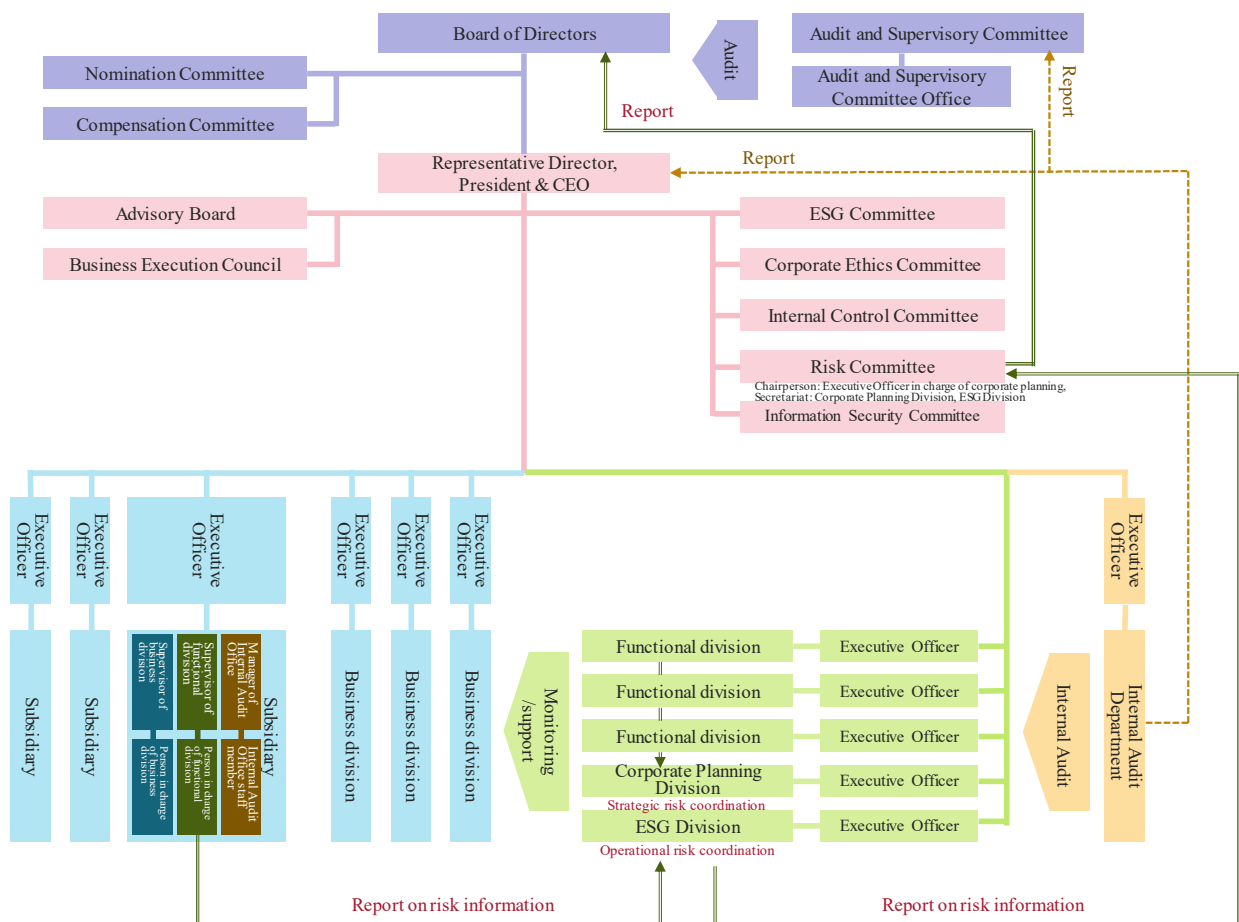 Board of Directors
Audit
Audit and Supervisory Committee
Nomination Committee
Audit and Supervisory
Committee Office
Report
Compensation Committee
Report
Representative Director,
President & CEO
Report
Advisory Board
ESG Committee
Business Execution Council
Corporate Ethics Committee
Internal Control Committee
Risk Committee
Chairperson: Executive Officer in charge of corporate planning,
Secretariat: Corporate Planning Division, ESG Division
Information Security Committee
Executive
Officer
Executive
Officer
Executive
Officer
Executive
Officer
Executive
Officer
Executive
Officer
Executive
Officer
Subsidiary
Subsidiary
Supervisor of
business
division
Supervisor of
functional
division
Manager of
Internal Audit
Office
Subsidiary
Person in charge
of business
division
Person in charge
of functional
division
Internal Audit
Office staff
member
Business division
Business division
Business division
Monitoring
/support
Functional division
Executive Officer
Functional division
Executive Officer
Functional division
Executive Officer
Corporate Planning
Division
Executive Officer
Strategic risk coordination
ESG Division
Executive Officer
Operational risk coordination
Internal Audit
Internal Audit
Department
Report on risk information
Report on risk information